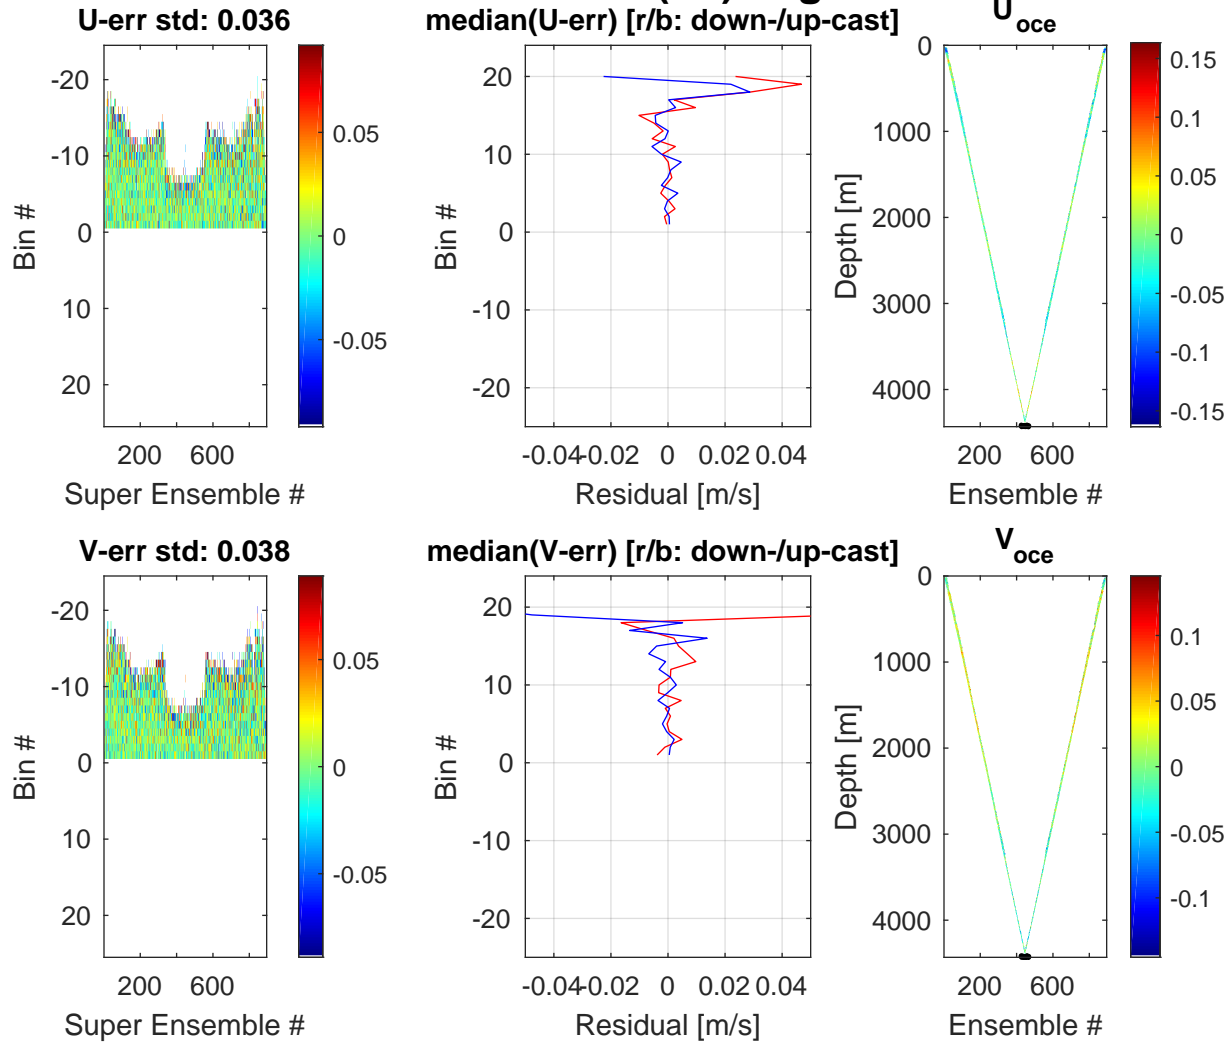 U-err std: 0.036
-20
-10
0
10
20
200 600
Super Ensemble #
Bin #
0.05
0
-0.05
median(U-err) [r/b: down-/up-cast]
20
10
0
-10
-20
-0.04 -0.02 0 0.02 0.04
Residual [m/s]
Bin #
U oce
0
1000
2000
3000
4000
200 600
Ensemble #
Depth [m]
0.15
0.1
0.05
0
-0.05
-0.1
-0.15
V-err std: 0.038
-20
-10
0
10
20
200 600
Super Ensemble #
Bin #
0.05
0
-0.05
median(V-err) [r/b: down-/up-cast]
20
10
0
-10
-20
-0.04 -0.02 0 0.02 0.04
Residual [m/s]
Bin #
V oce
0
1000
2000
3000
4000
200 600
Ensemble #
Depth [m]
0.1
0.05
0
-0.05
-0.1